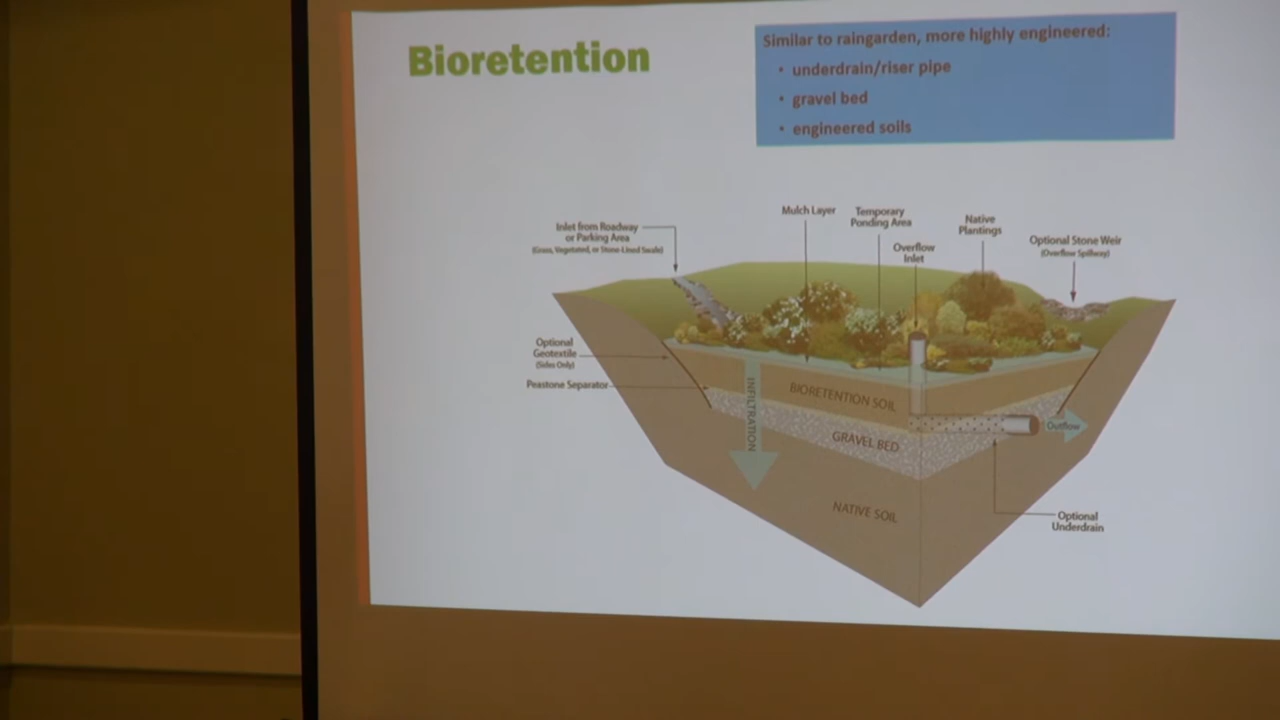 Bioretention
Similar to raingarden, more highly engineered:
• underdrain/riser pipe
• gravel bed
• engineered soils
Mulch Layer
Temporary
Ponding Area
Native
Plantings
Inlet from Roadway
or Parking Area
(Grass, Vegetated, or Stone-Lined Swale)
Overflow
Inlet
Optional Stone Weir
(Overflow Spillway)
Optional
Geotextile
(Sides Only)
Peastone Separator
INFILTRATION
BIORETENTION SOIL
GRAVEL BED
Outflow
NATIVE SOIL
Optional
Underdrain